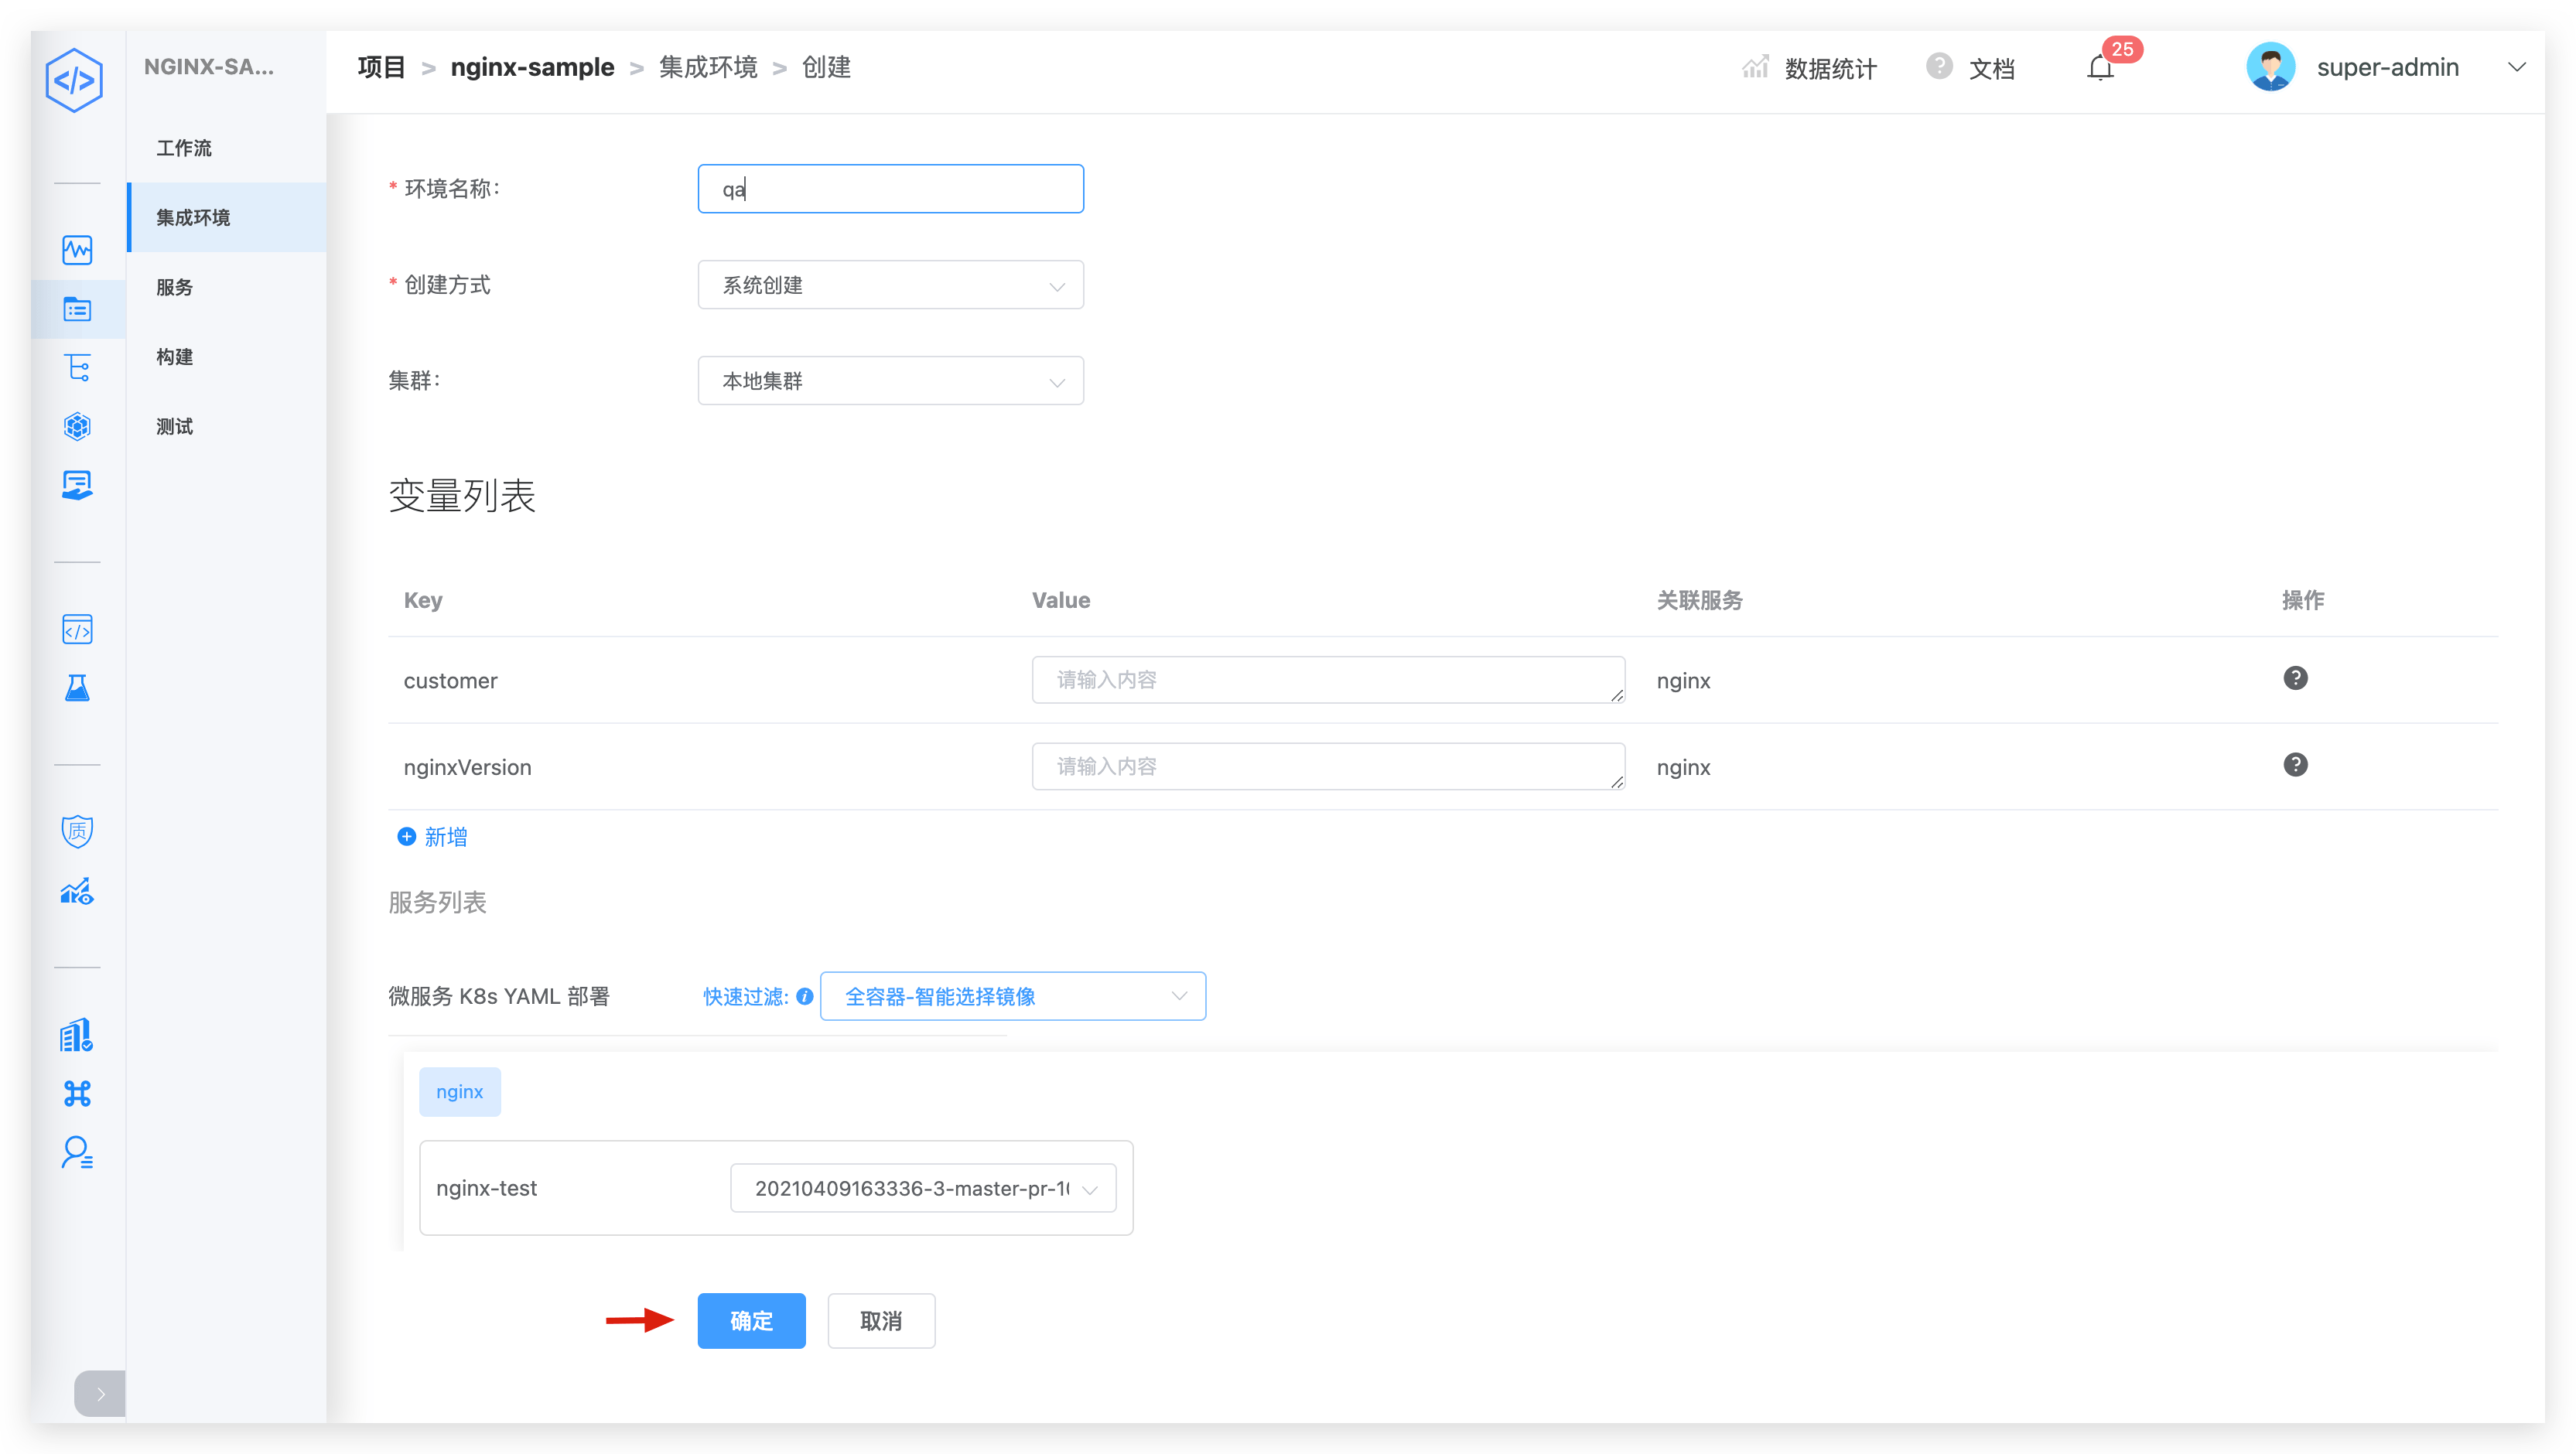 NGINX-SA...
项目 > nginx-sample > 集成环境 > 创建
数据统计
文档
25
super-admin
工作流
集成环境
服务
构建
测试
* 环境名称:
qa
* 创建方式
系统创建
集群:
本地集群
变量列表
Key Value 关联服务 操作
customer 请输入内容 nginx
nginxVersion 请输入内容 nginx
新增
服务列表
微服务 K8s YAML 部署 快速过滤: 全容器-智能选择镜像
nginx
nginx-test 20210409163336-3-master-pr-1
确定 取消
质